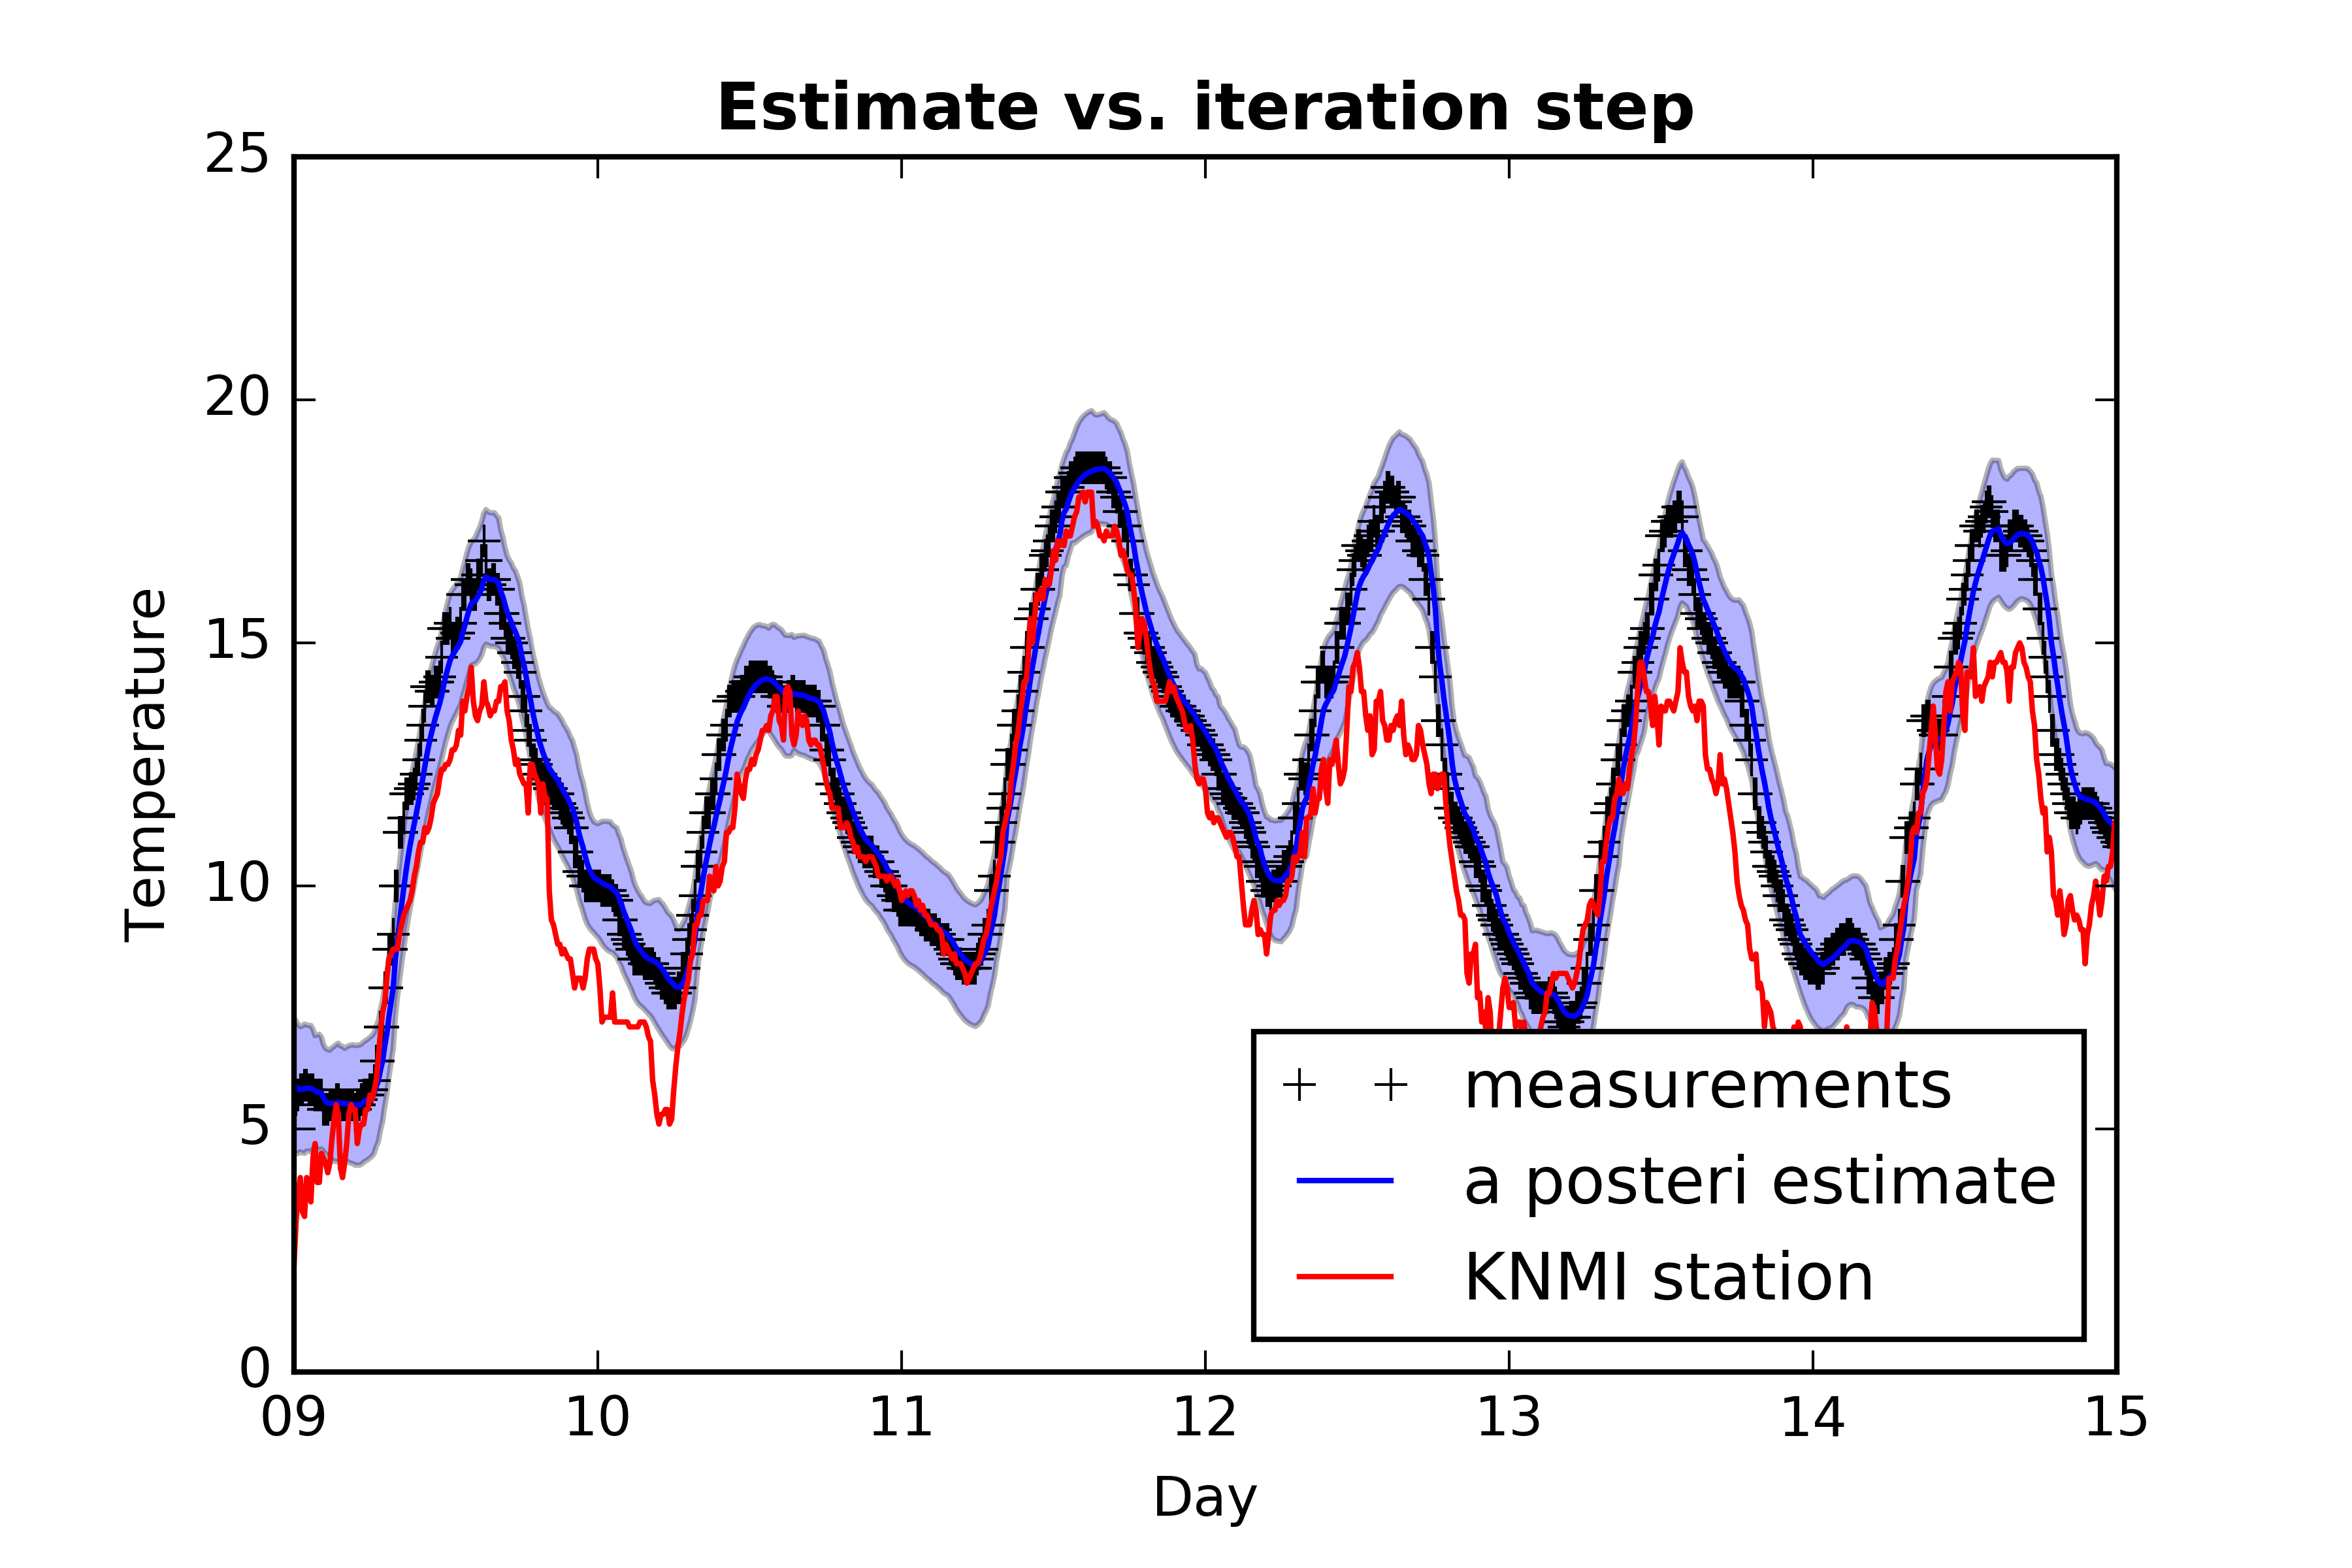 Estimate vs. iteration step
25
20
15
10
5
0
Temperature
09 10 11 12 13 14 15
Day
measurements
a posteri estimate
KNMI station